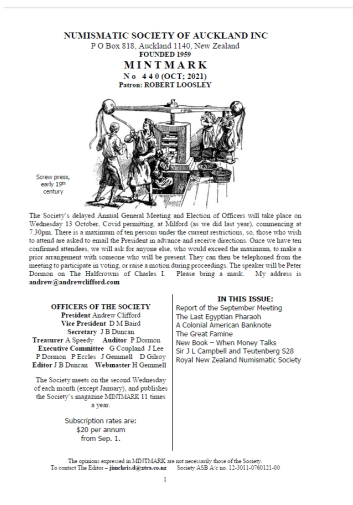 NUMISMATIC SOCIETY OF AUCKLAND INC
P O Box 818, Auckland 1140, New Zealand
FOUNDED 1959
M I N T M A R K
N o 4 4 0 (OCT; 2021)
Patron: ROBERT LOOSLEY
Screw press,
early 19th
century
The Society's delayed Annual General Meeting and Election of Officers will take place on
Wednesday 13 October, Covid permitting, at Milford (as we did last year), commencing at
7.30pm. There is a maximum of ten persons under the current restrictions, so, those who wish
to attend are asked to email the President in advance and receive directions. Once we have ten
confirmed attendees, we will ask for anyone else, who would exceed the maximum, to make a
prior arrangement with someone who will be present. They can then be telephoned from the
meeting to participate in voting, or raise a motion during proceedings. The speaker will be Peter
Dormon on The Halfcrowns of Charles I. Please bring a mask. My address is
andrew@andrewclifford.com
OFFICERS OF THE SOCIETY
President Andrew Clifford
Vice President D M Baird
Secretary J B Duncan
Treasurer A Speedy Auditor P Dormon
Executive Committee G Coupland J Lee
P Dormon P Eccles J Gemmell D Gilroy
Editor J B Duncan Webmaster H Gemmell
The Society meets on the second Wednesday
of each month (except January), and publishes
the Society's magazine MINTMARK 11 times
a year.
Subscription rates are:
$20 per annum
from Sep. 1.
IN THIS ISSUE:
Report of the September Meeting
The Last Egyptian Pharaoh
A Colonial American Banknote
The Great Famine
New Book – When Money Talks
Sir J L Campbell and Teutenberg S28
Royal New Zealand Numismatic Society
The opinions expressed in MINTMARK are not necessarily those of the Society.
To contact The Editor – jimchris.d@xtra.co.nz Society ASB A/c no. 12-3011-0760121-00
1